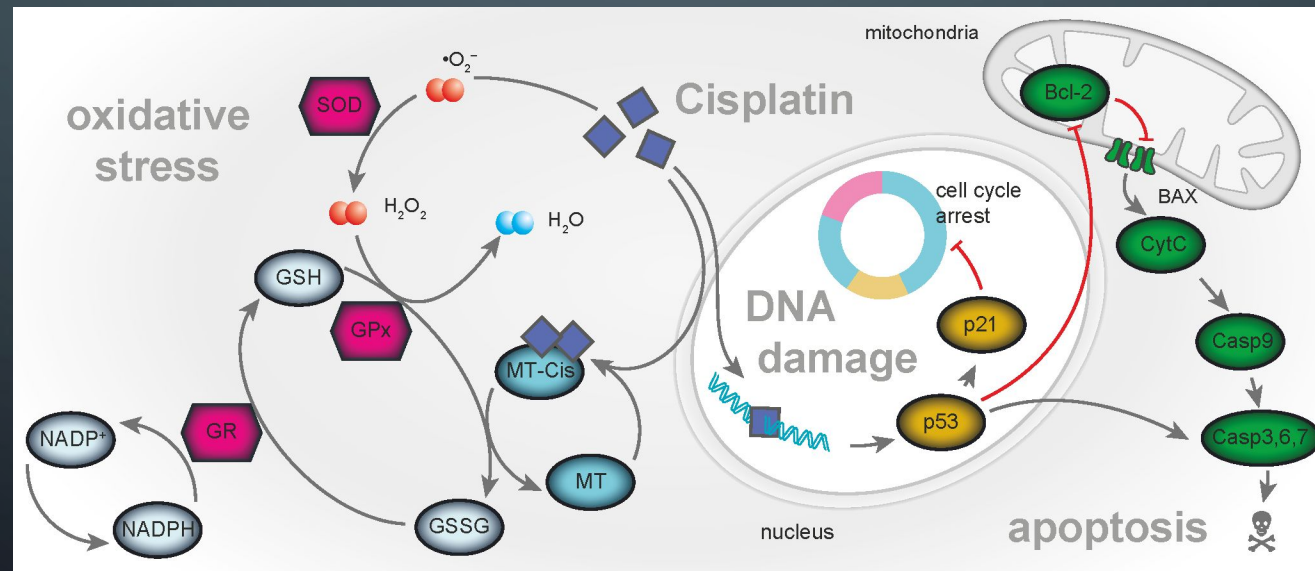 mitochondria
•O₂⁻
SOD
Cisplatin
Bcl-2
oxidative
stress
H₂O₂
H₂O
cell cycle
arrest
BAX
CytC
GSH
GPx
DNA
damage
p21
Casp9
MT-Cis
NADP⁺
GR
p53
Casp3,6,7
MT
NADPH
GSSG
nucleus
apoptosis